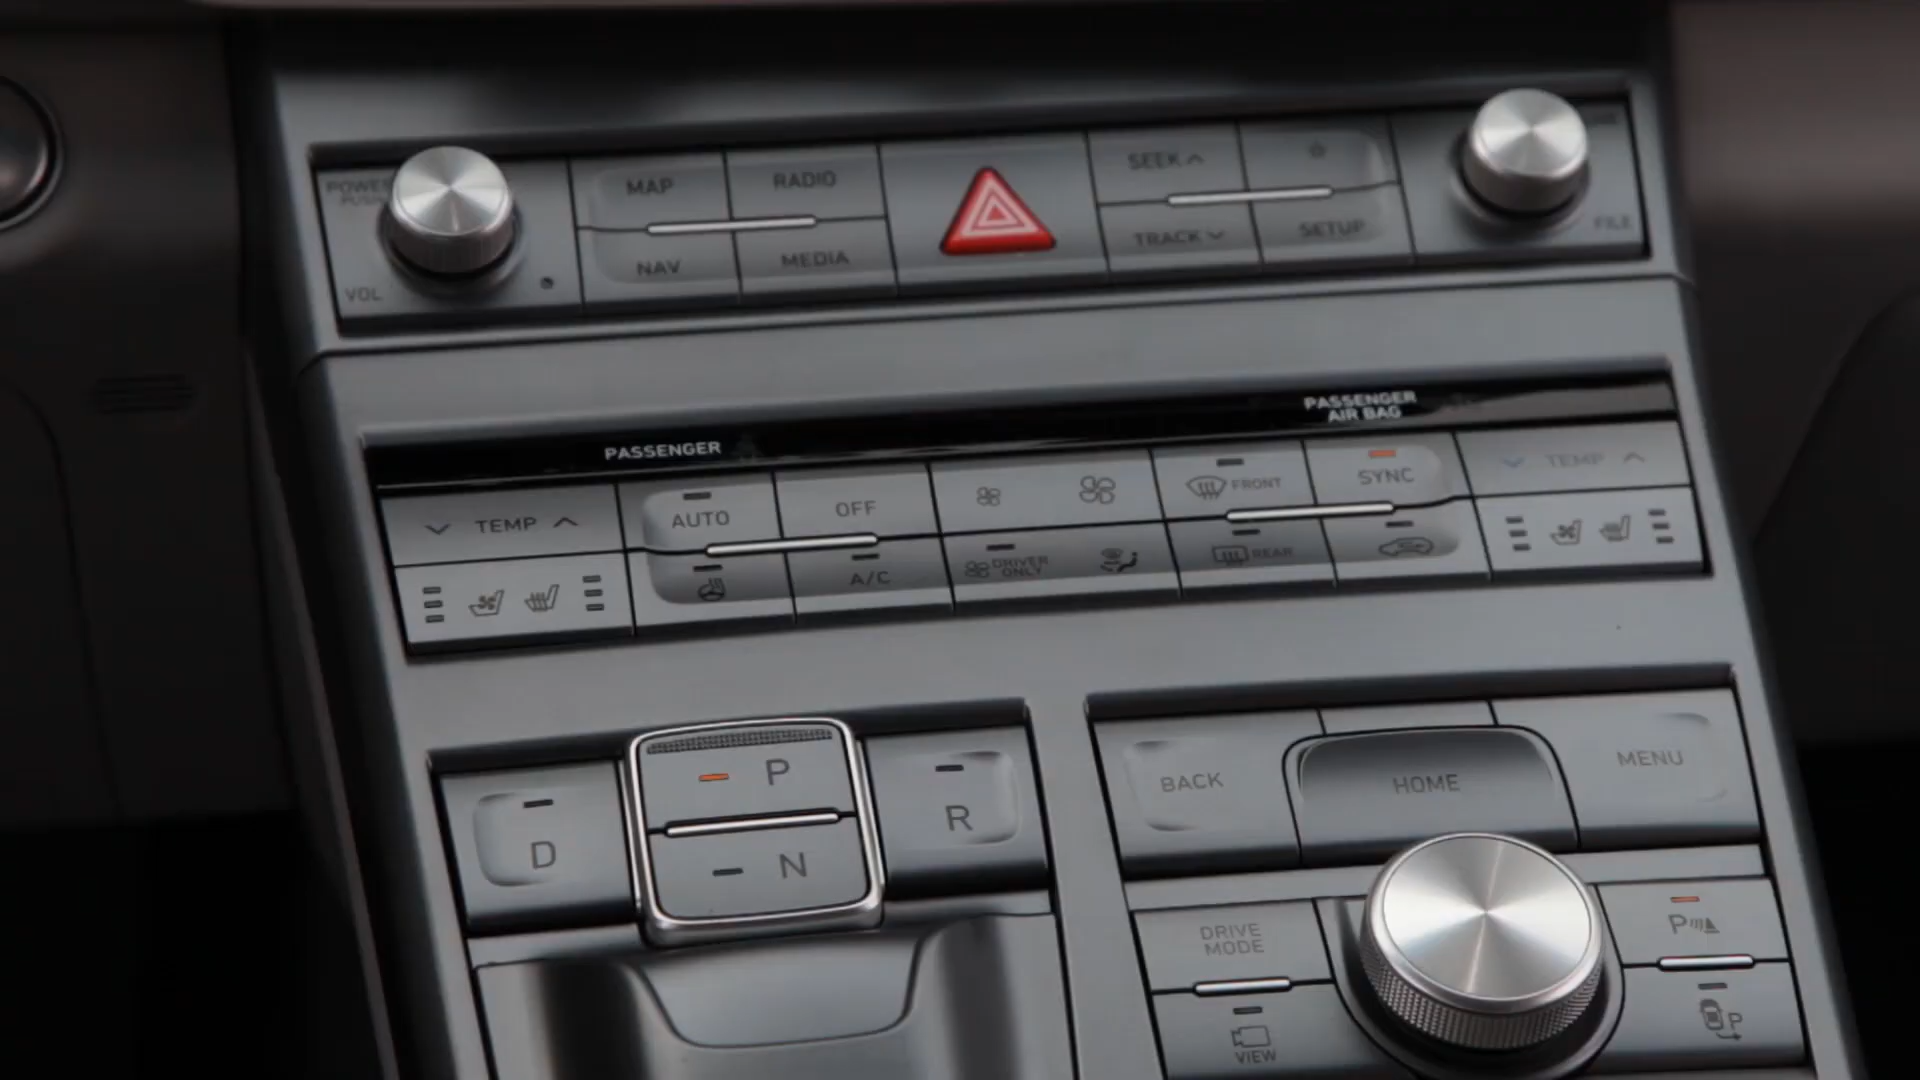 POWER
PUSH
VOL
MAP
RADIO
NAV
MEDIA
SEEK
TRACK
SETUP
FILE
PASSENGER
PASSENGER
AIR BAG
TEMP
AUTO
OFF
FRONT
SYNC
TEMP
A/C
DRIVER
ONLY
REAR
D
P
N
R
BACK
HOME
MENU
DRIVE
MODE
VIEW
P
P